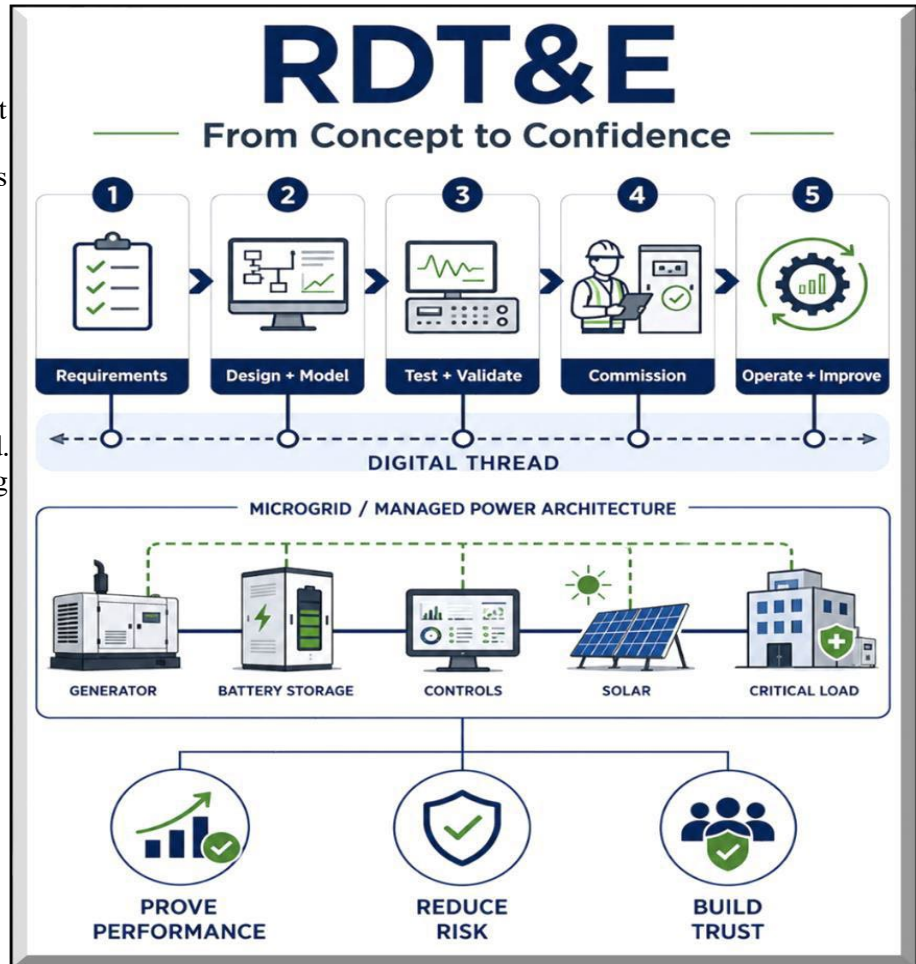 RDT&E
From Concept to Confidence
1
2
3
4
5
Requirements
Design + Model
Test + Validate
Commission
Operate + Improve
DIGITAL THREAD
MICROGRID / MANAGED POWER ARCHITECTURE
GENERATOR
BATTERY STORAGE
CONTROLS
SOLAR
CRITICAL LOAD
PROVE
PERFORMANCE
REDUCE
RISK
BUILD
TRUST